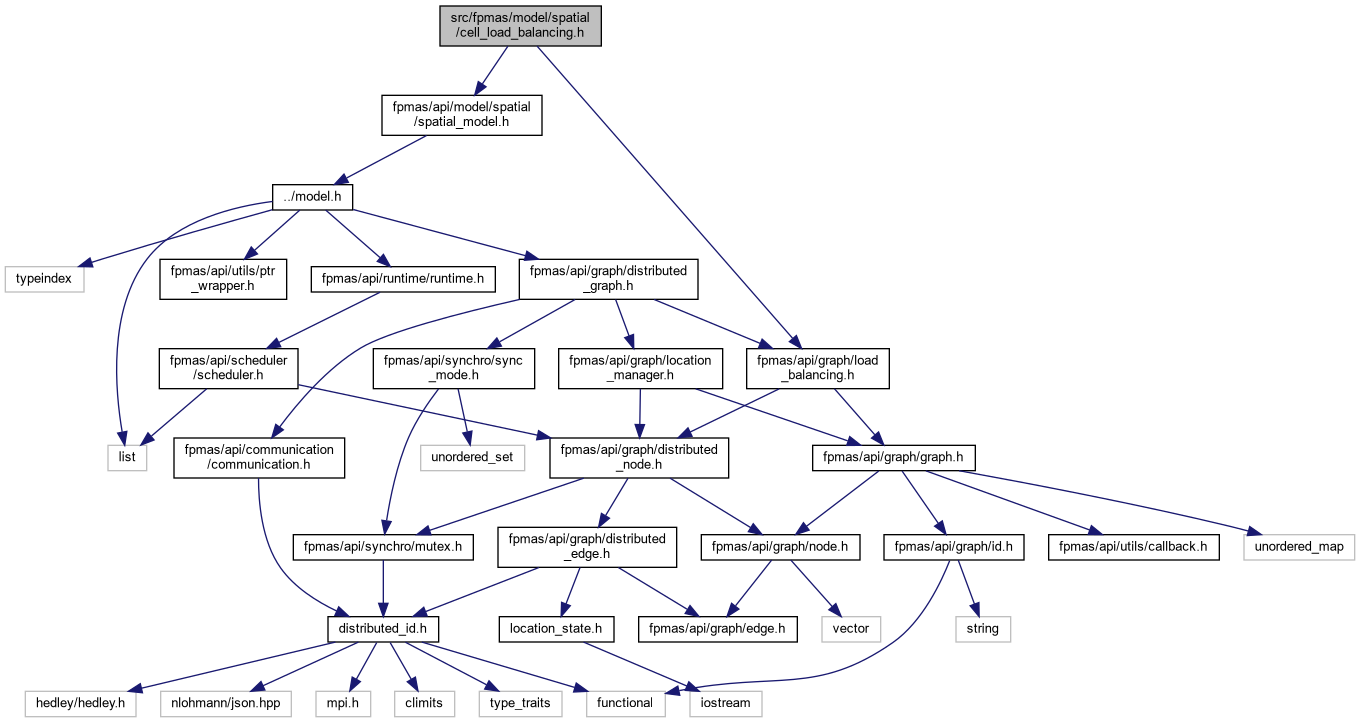 src/fpmas/model/spatial
/cell_load_balancing.h
fpmas/api/model/spatial
/spatial_model.h
../model.h
typeindex
fpmas/api/utils/ptr
_wrapper.h
fpmas/api/runtime/runtime.h
fpmas/api/graph/distributed
_graph.h
fpmas/api/scheduler
/scheduler.h
fpmas/api/synchro/sync
_mode.h
fpmas/api/graph/location
_manager.h
fpmas/api/graph/load
_balancing.h
list
fpmas/api/communication
/communication.h
unordered_set
fpmas/api/graph/distributed
_node.h
fpmas/api/graph/graph.h
fpmas/api/synchro/mutex.h
fpmas/api/graph/distributed
_edge.h
fpmas/api/graph/node.h
fpmas/api/graph/id.h
fpmas/api/utils/callback.h
unordered_map
distributed_id.h
location_state.h
fpmas/api/graph/edge.h
vector
string
hedley/hedley.h
nlohmann/json.hpp
mpi.h
climits
type_traits
functional
iostream